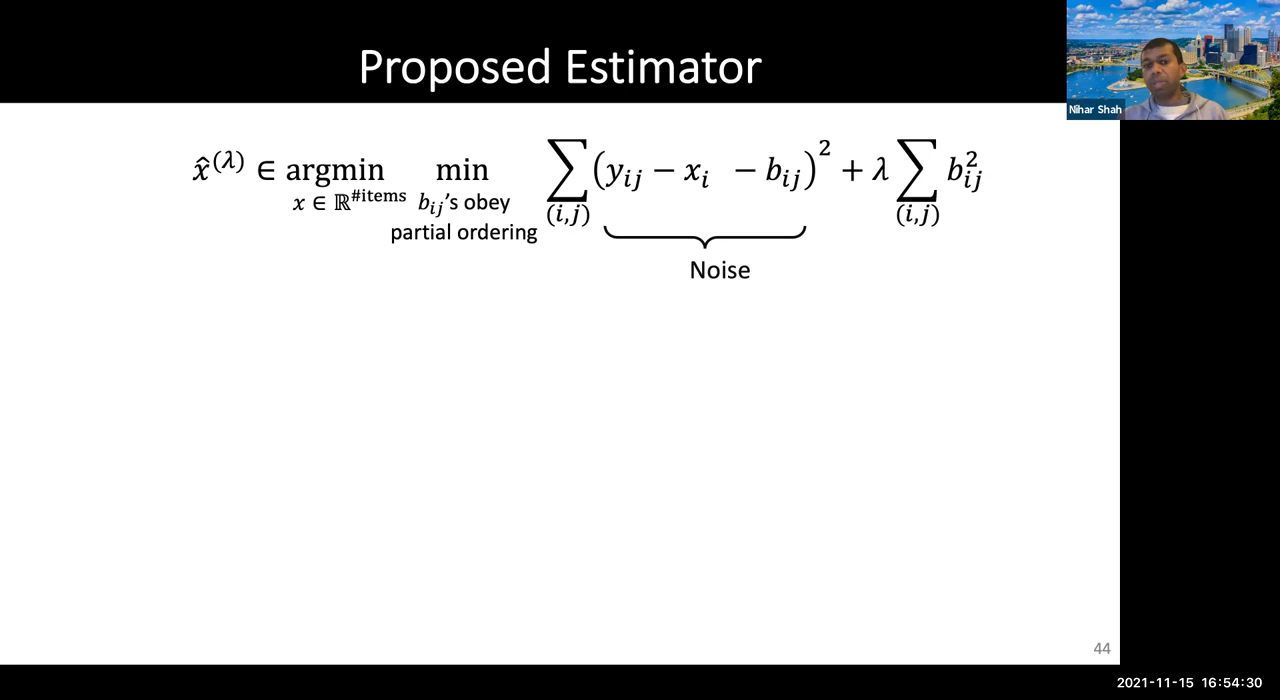 Proposed Estimator
Nihar Shah
x̂^(λ) ∈ argmin min ∑ (y_ij − x_i − b_ij)^2 + λ ∑ b_ij^2
x ∈ ℝ^#items b_ij's obey (i,j) (i,j)
partial ordering
Noise
44
2021-11-15 16:54:30